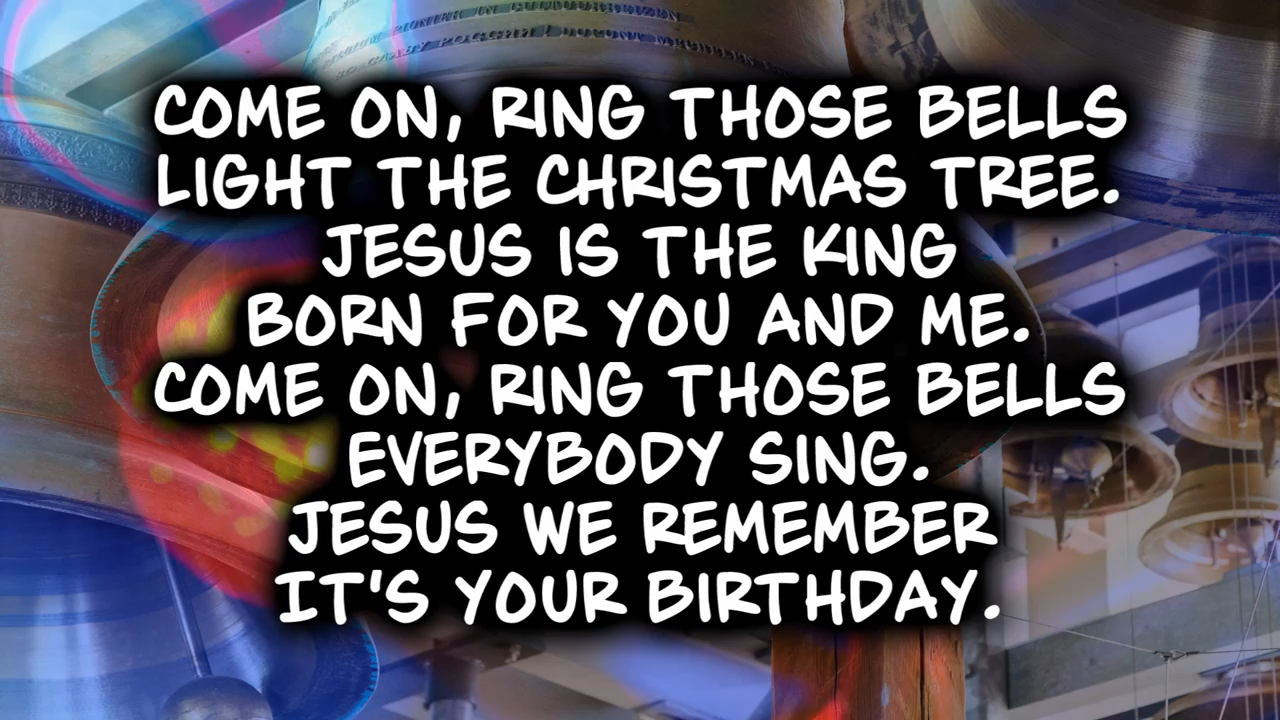 COME ON, RING THOSE BELLS
LIGHT THE CHRISTMAS TREE.
JESUS IS THE KING
BORN FOR YOU AND ME.
COME ON, RING THOSE BELLS
EVERYBODY SING.
JESUS WE REMEMBER
IT'S YOUR BIRTHDAY.